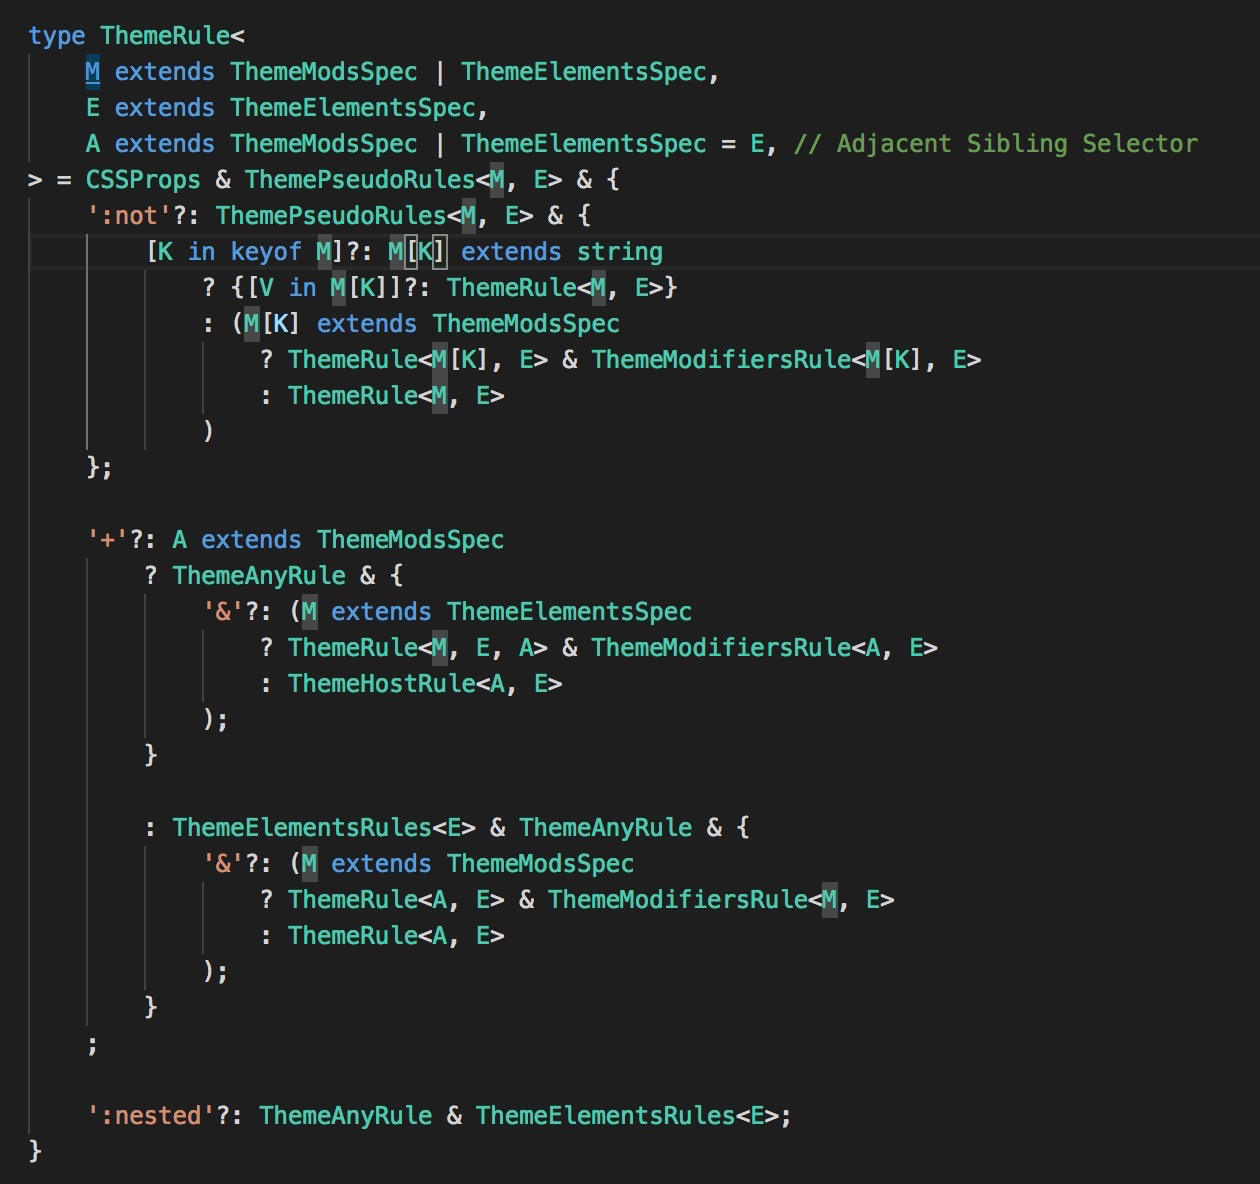 type ThemeRule<
    M extends ThemeModsSpec | ThemeElementsSpec,
    E extends ThemeElementsSpec,
    A extends ThemeModsSpec | ThemeElementsSpec = E, // Adjacent Sibling Selector
> = CSSProps & ThemePseudoRules<M, E> & {
    ':not'?: ThemePseudoRules<M, E> & {
        [K in keyof M]?: M[K] extends string
            ? {[V in M[K]]?: ThemeRule<M, E>}
            : (M[K] extends ThemeModsSpec
                ? ThemeRule<M[K], E> & ThemeModifiersRule<M[K], E>
                : ThemeRule<M, E>
            )
    };

    '+'?: A extends ThemeModsSpec
        ? ThemeAnyRule & {
            '&'?: (M extends ThemeElementsSpec
                ? ThemeRule<M, E, A> & ThemeModifiersRule<A, E>
                : ThemeHostRule<A, E>
            );
        }

        : ThemeElementsRules<E> & ThemeAnyRule & {
            '&'?: (M extends ThemeModsSpec
                ? ThemeRule<A, E> & ThemeModifiersRule<M, E>
                : ThemeRule<A, E>
            );
        }
    ;

    ':nested'?: ThemeAnyRule & ThemeElementsRules<E>;
}